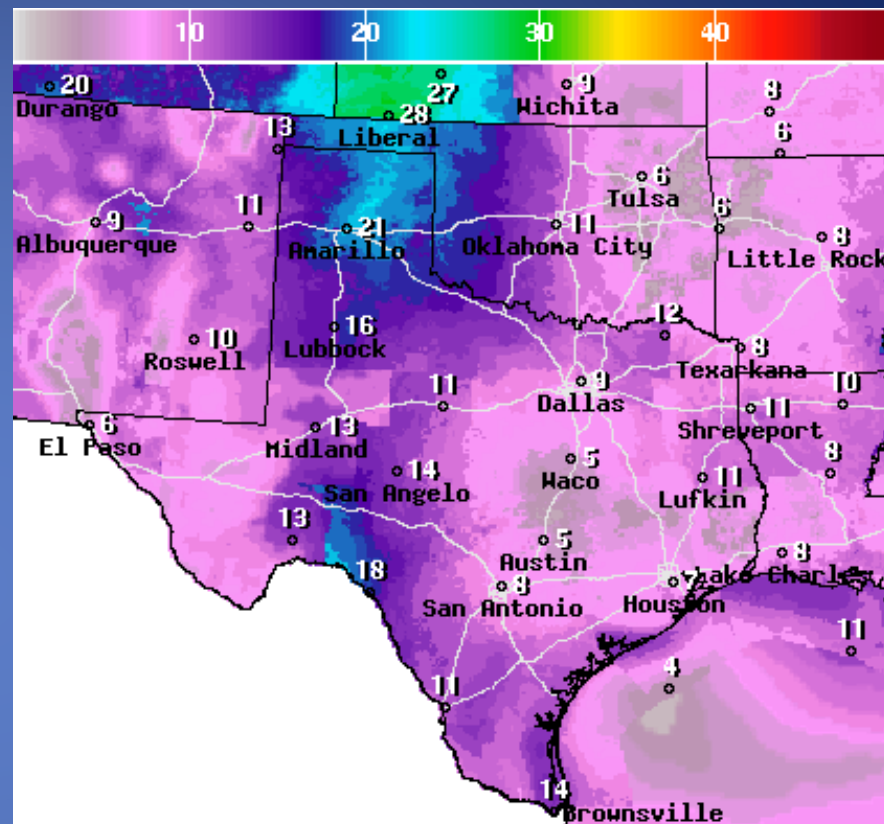 10 20 30 40
20 27 9 8
Durango Wichita
28
Liberal
13 6
6
Tulsa
9 11 21 11 6 8
Albuquerque Amarillo Oklahoma City Little Rock
16 12
10 Lubbock 8
Roswell Texarkana
9
11 Dallas 11 10
6 13 Shreveport
El Paso Midland
14 5 11 8
San Angelo Waco Lufkin
13 5 8
Austin
18 8 7 Lake Charles
San Antonio Houston
11
11 4
14
Brownsville